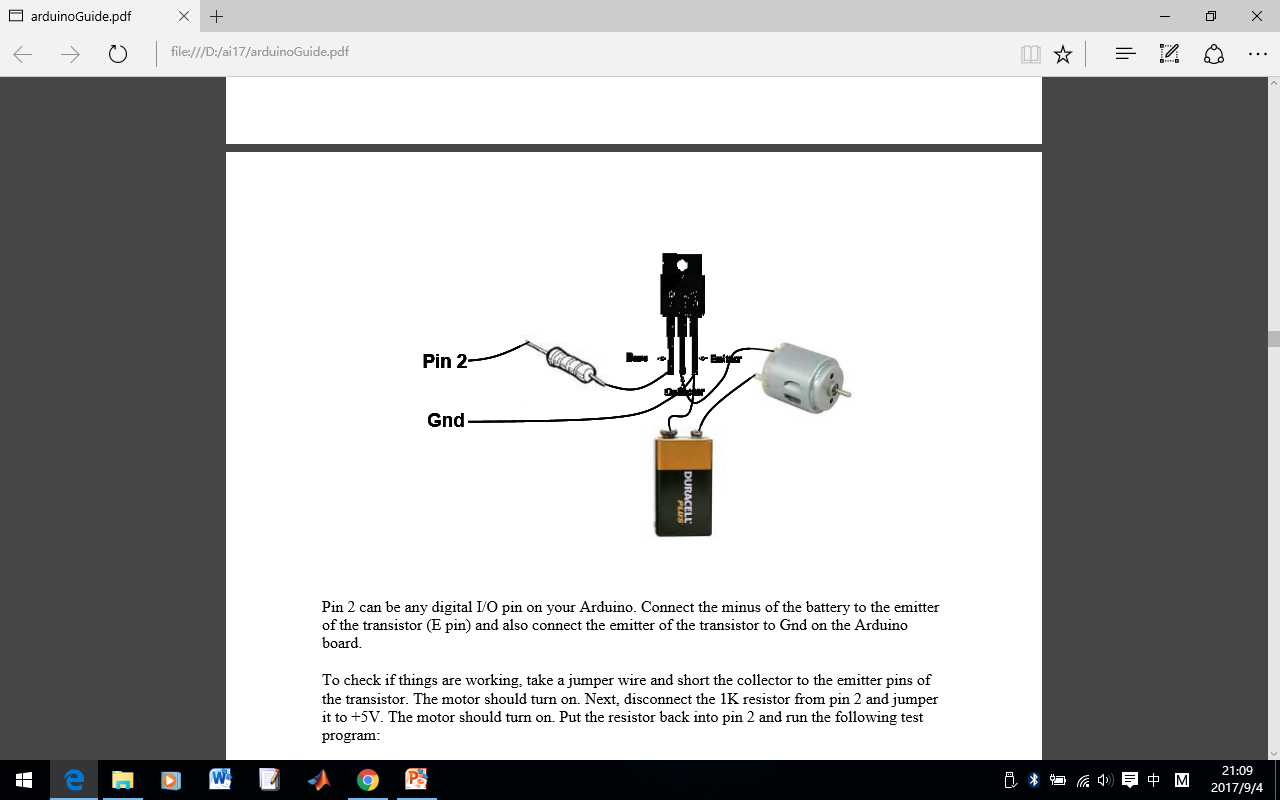 arduinoGuide.pdf
file:///D:/ai17/arduinoGuide.pdf
Base
Emitter
Pin 2
Collector
Gnd
DURACELL
PLUS
Pin 2 can be any digital I/O pin on your Arduino. Connect the minus of the battery to the emitter
of the transistor (E pin) and also connect the emitter of the transistor to Gnd on the Arduino
board.
To check if things are working, take a jumper wire and short the collector to the emitter pins of
the transistor. The motor should turn on. Next, disconnect the 1K resistor from pin 2 and jumper
it to +5V. The motor should turn on. Put the resistor back into pin 2 and run the following test
program:
中
M
21:09
2017/9/4